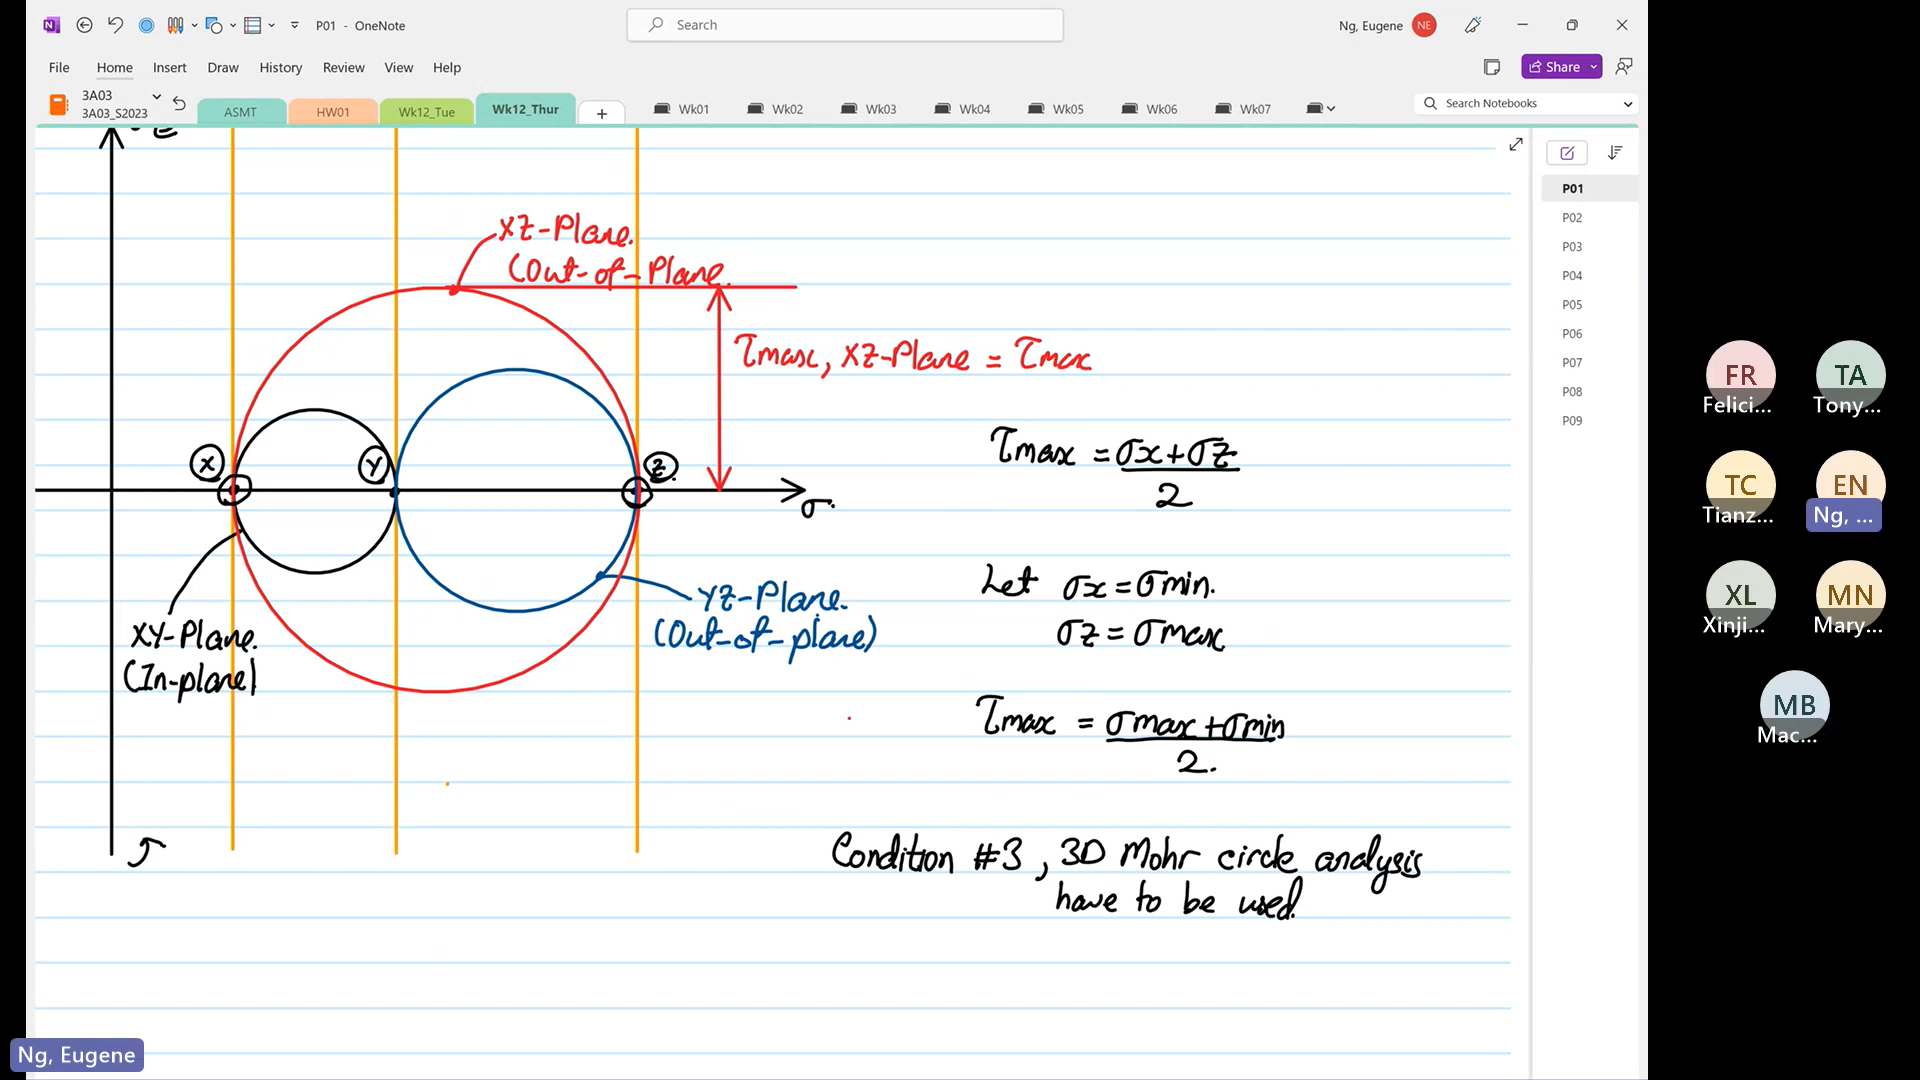 P01 - OneNote
Search
Ng, Eugene
NE
File
Home
Insert
Draw
History
Review
View
Help
Share
3A03
3A03_S2023
ASMT
HW01
Wk12_Tue
Wk12_Thur
+
Wk01
Wk02
Wk03
Wk04
Wk05
Wk06
Wk07
Search Notebooks
P01
P02
P03
P04
P05
P06
P07
P08
P09
XZ-Plane.
(Out-of-Plane.
τmax, XZ-Plane = τmax
X
Y
Z
σ.
τmax = σx+σz
2
Let σx = σmin.
σz = σmax
YZ-Plane.
(Out-of-plane)
XY-Plane.
(In-plane)
τmax = σmax+σmin
2.
Condition #3, 3D Mohr circle analysis
have to be used.
FR
Felici...
TA
Tony...
TC
Tianz...
EN
Ng, ...
XL
Xinji...
MN
Mary...
MB
Mac...
Ng, Eugene